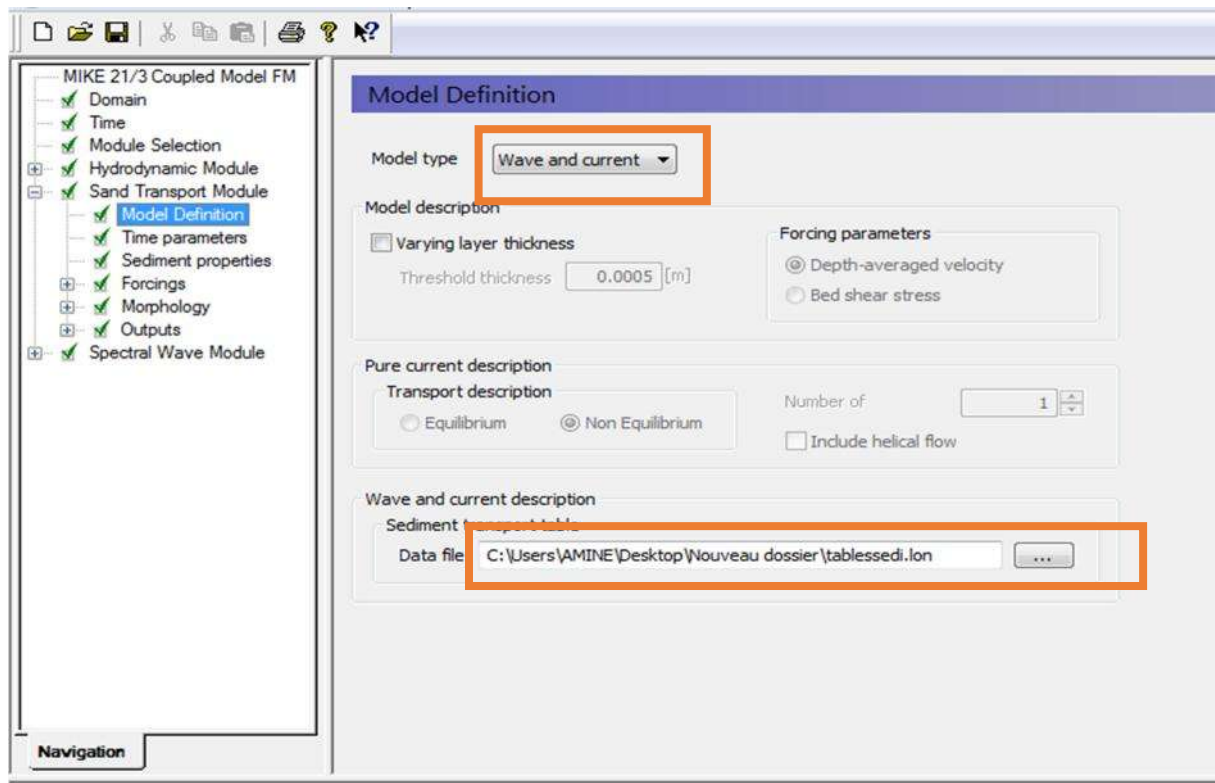 MIKE 21/3 Coupled Model FM
Domain
Time
Module Selection
Hydrodynamic Module
Sand Transport Module
Model Definition
Time parameters
Sediment properties
Forcings
Morphology
Outputs
Spectral Wave Module
Navigation
Model Definition
Model type Wave and current
Model description
Varying layer thickness
Threshold thickness 0.0005 [m]
Forcing parameters
Depth-averaged velocity
Bed shear stress
Pure current description
Transport description
Equilibrium Non Equilibrium
Number of 1
Include helical flow
Wave and current description
Sediment transport table
Data file C:\Users\AMINE\Desktop\Nouveau dossier\tablessedi.lon ...